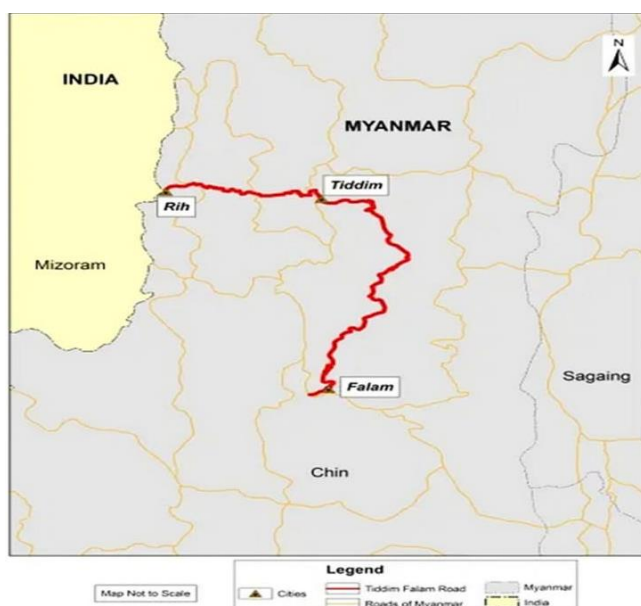 N
INDIA
MYANMAR
Tiddim
Rih
Mizoram
Falam
Sagaing
Chin
Legend
Map Not to Scale
Cities
Tiddim Falam Road
Myanmar
Roads of Myanmar
India